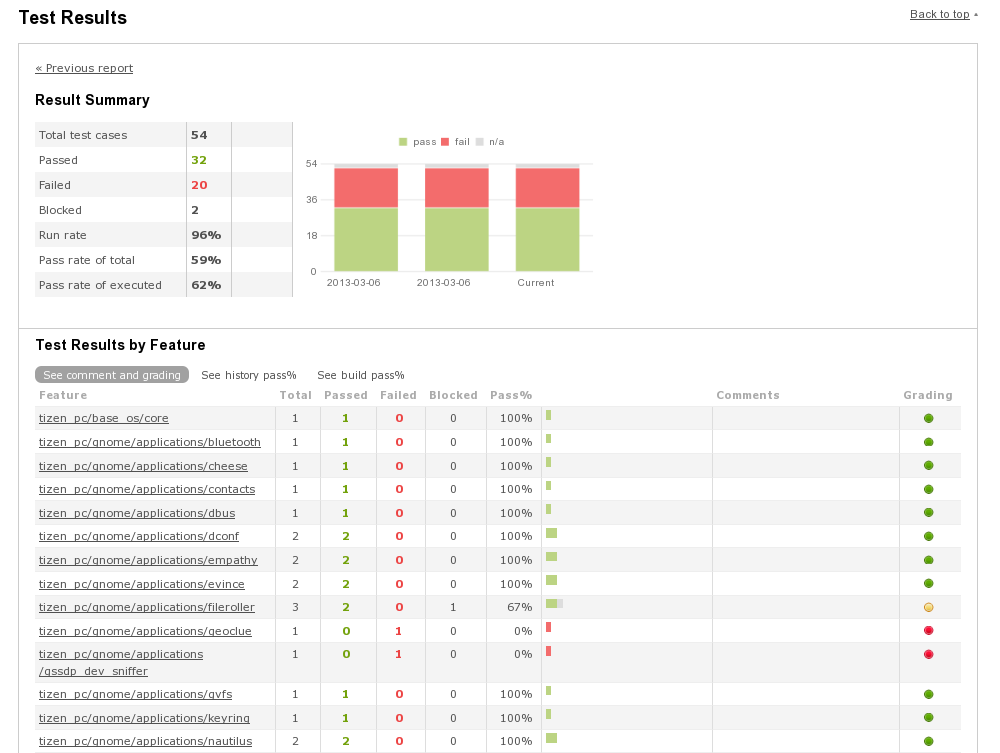 Test Results
Back to top
« Previous report
Result Summary
Total test cases 54
Passed 32
Failed 20
Blocked 2
Run rate 96%
Pass rate of total 59%
Pass rate of executed 62%
pass fail n/a
54
36
18
0
2013-03-06 2013-03-06 Current
Test Results by Feature
See comment and grading See history pass% See build pass%
Feature Total Passed Failed Blocked Pass% Comments Grading
tizen_pc/base_os/core 1 1 0 0 100%
tizen_pc/gnome/applications/bluetooth 1 1 0 0 100%
tizen_pc/gnome/applications/cheese 1 1 0 0 100%
tizen_pc/gnome/applications/contacts 1 1 0 0 100%
tizen_pc/gnome/applications/dbus 1 1 0 0 100%
tizen_pc/gnome/applications/dconf 2 2 0 0 100%
tizen_pc/gnome/applications/empathy 2 2 0 0 100%
tizen_pc/gnome/applications/evince 2 2 0 0 100%
tizen_pc/gnome/applications/fileroller 3 2 0 1 67%
tizen_pc/gnome/applications/geoclue 1 0 1 0 0%
tizen_pc/gnome/applications 1 0 1 0 0%
/gssdp_dev_sniffer
tizen_pc/gnome/applications/gvfs 1 1 0 0 100%
tizen_pc/gnome/applications/keyring 1 1 0 0 100%
tizen_pc/gnome/applications/nautilus 2 2 0 0 100%